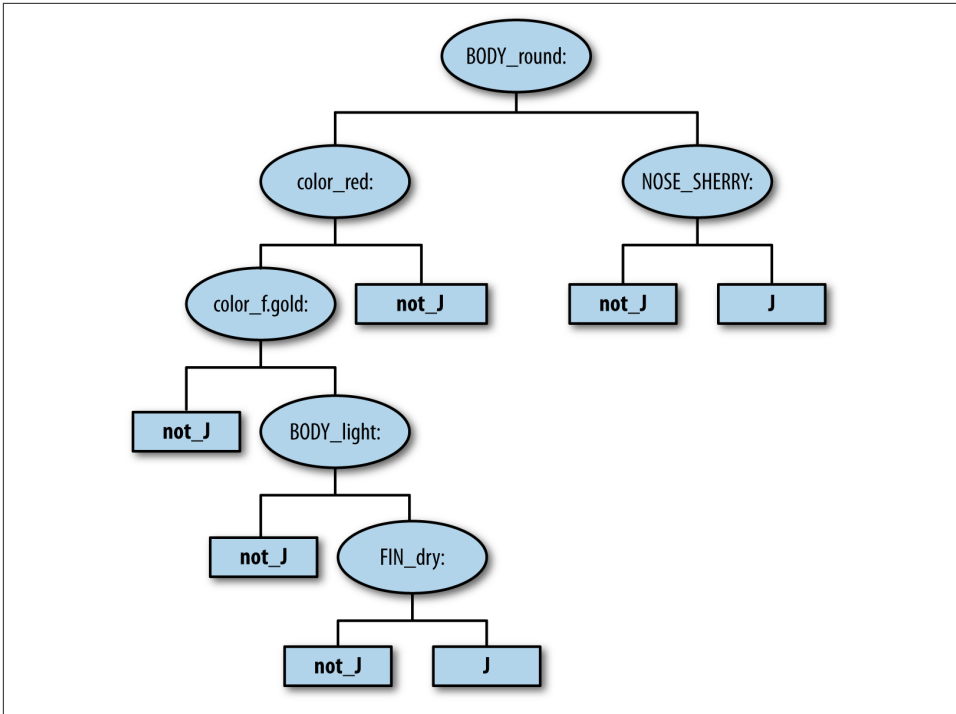 BODY_round:
color_red:
NOSE_SHERRY:
color_f.gold:
not_J
not_J
J
not_J
BODY_light:
not_J
FIN_dry:
not_J
J